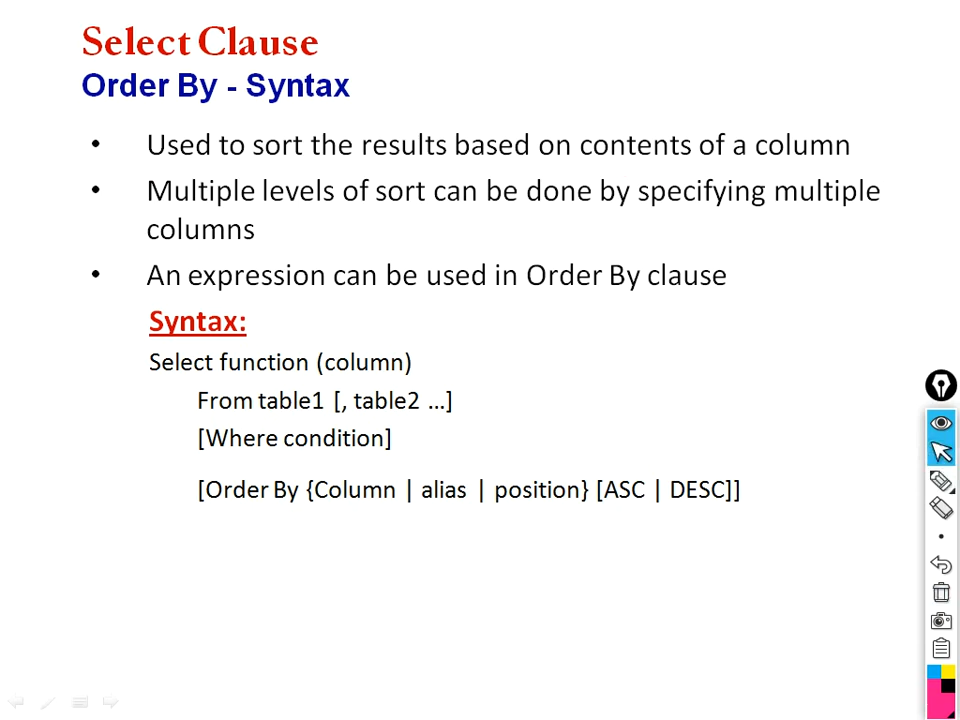 Select Clause
Order By - Syntax
• Used to sort the results based on contents of a column
• Multiple levels of sort can be done by specifying multiple
columns
• An expression can be used in Order By clause
Syntax:
Select function (column)
From table1 [, table2 ...]
[Where condition]
[Order By {Column | alias | position} [ASC | DESC]]